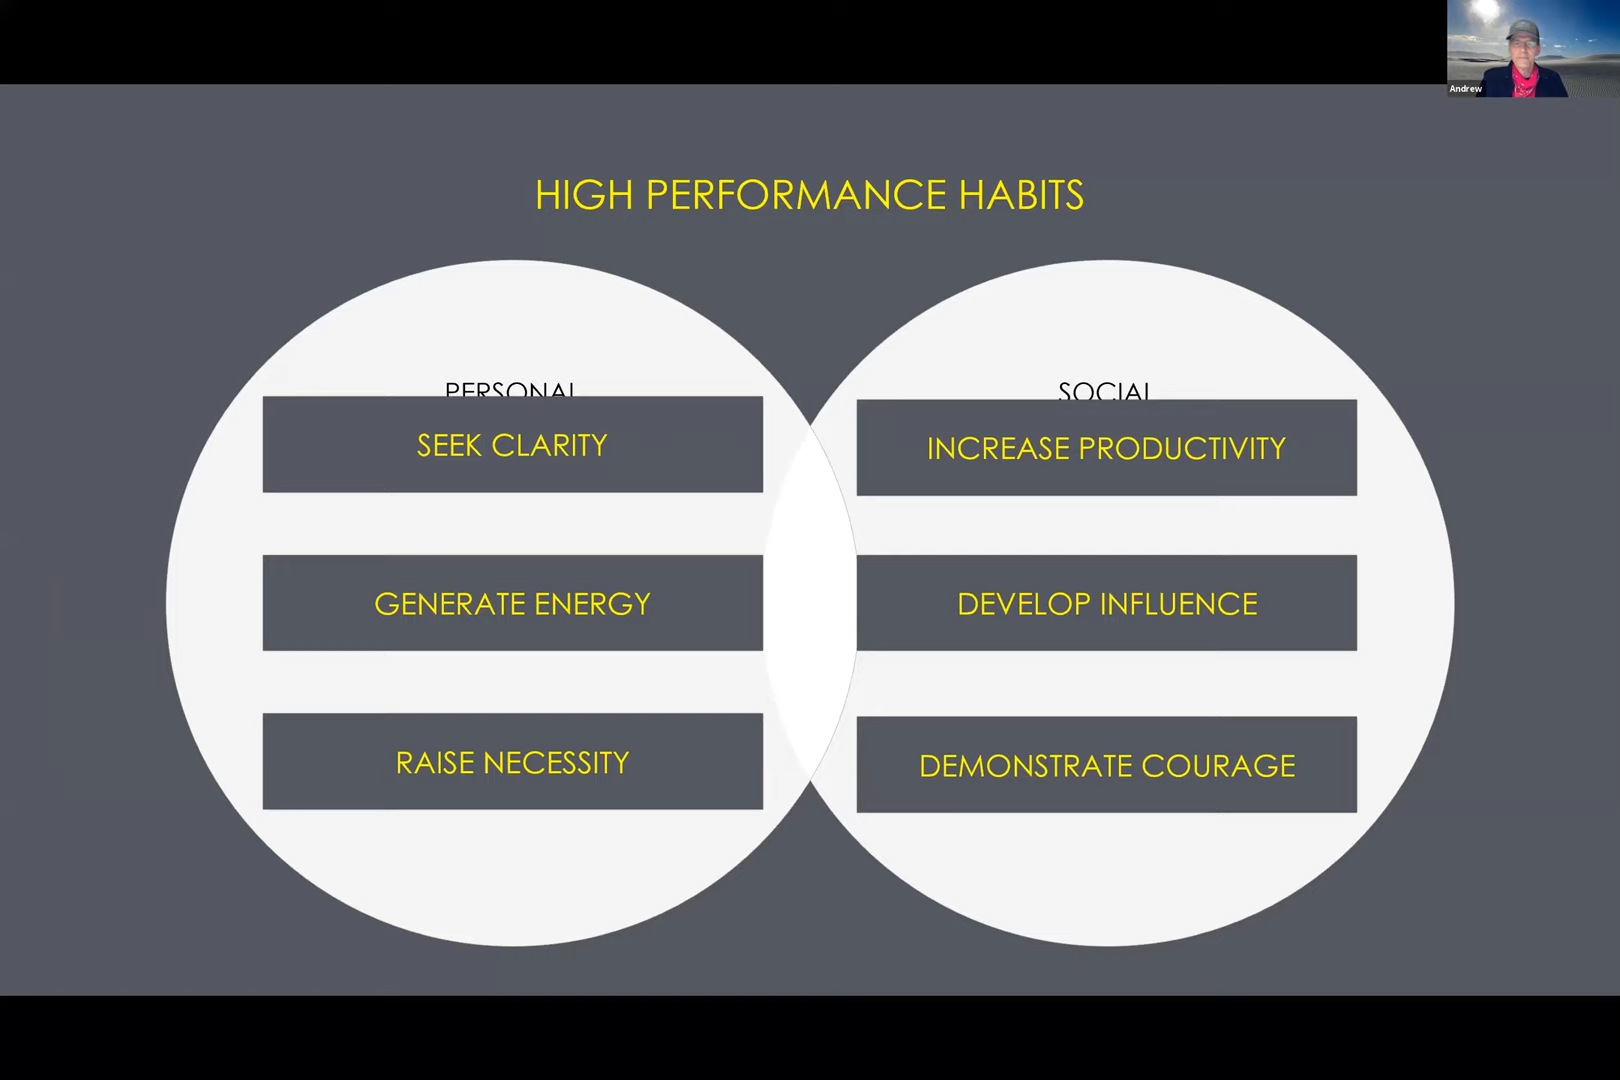 Andrew
HIGH PERFORMANCE HABITS
PERSONAL
SEEK CLARITY
GENERATE ENERGY
RAISE NECESSITY
SOCIAL
INCREASE PRODUCTIVITY
DEVELOP INFLUENCE
DEMONSTRATE COURAGE